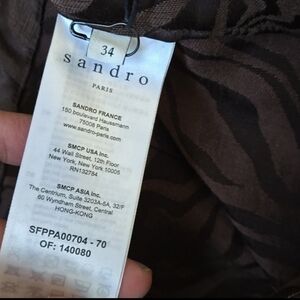 34
sandro
PARIS
SANDRO FRANCE
150 boulevard Haussmann
75008 Paris
www.sandro-paris.com
SMCP USA Inc.
44 Wall Street, 12th Floor
New York, New York 10005
RN132784
SMCP ASIA Inc.
The Centrium, Suite 3203A-5A, 32/F
60 Wyndham Street, Central
HONG-KONG
SFPPA00704 - 70
OF: 140080